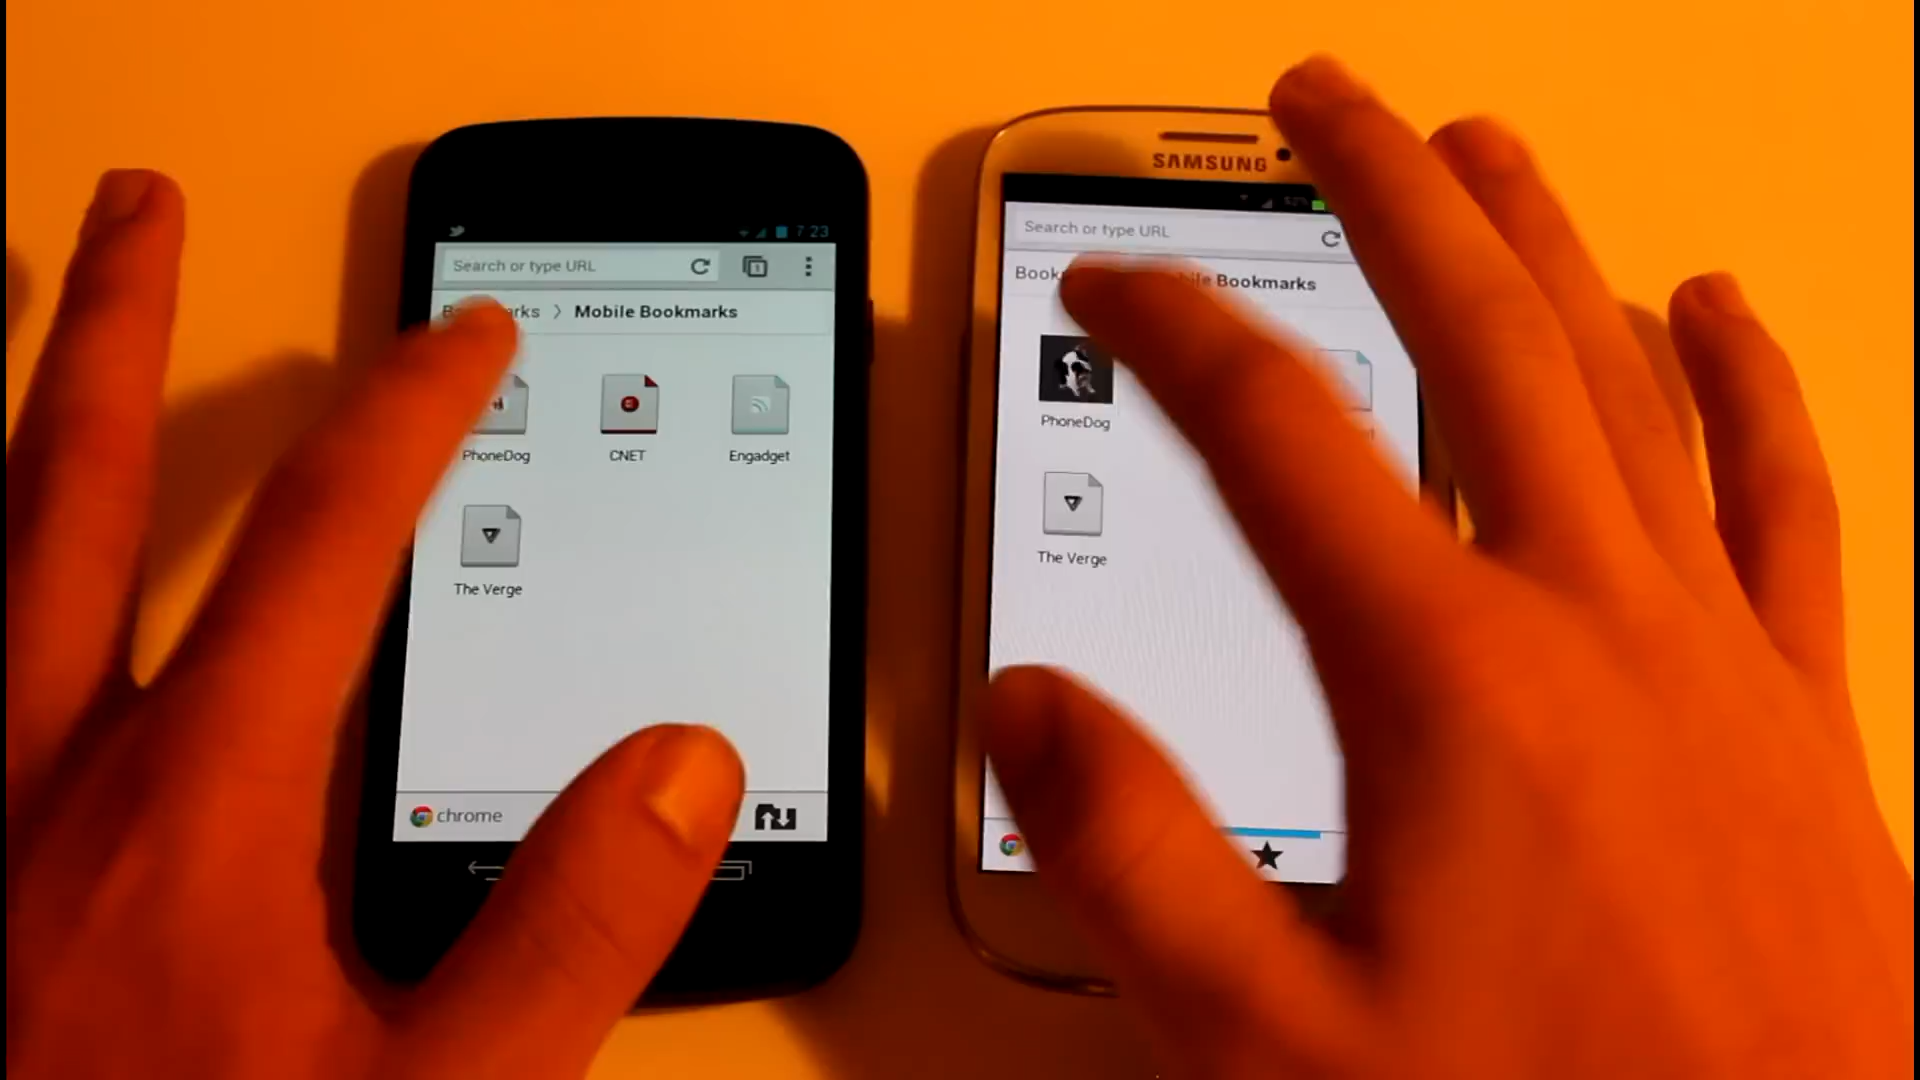 7:23
Search or type URL
Mobile Bookmarks
PhoneDog
CNET
Engadget
The Verge
chrome
SAMSUNG
52%
Search or type URL
Bookmarks
PhoneDog
The Verge